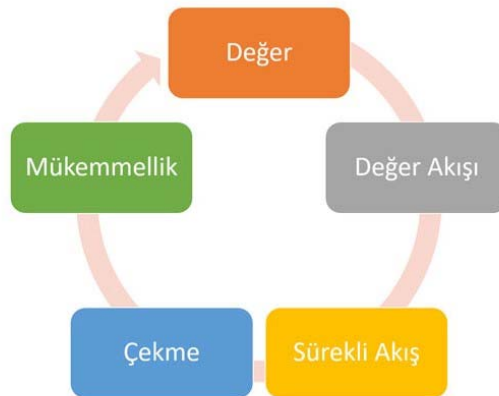 Değer
Değer Akışı
Sürekli Akış
Çekme
Mükemmellik